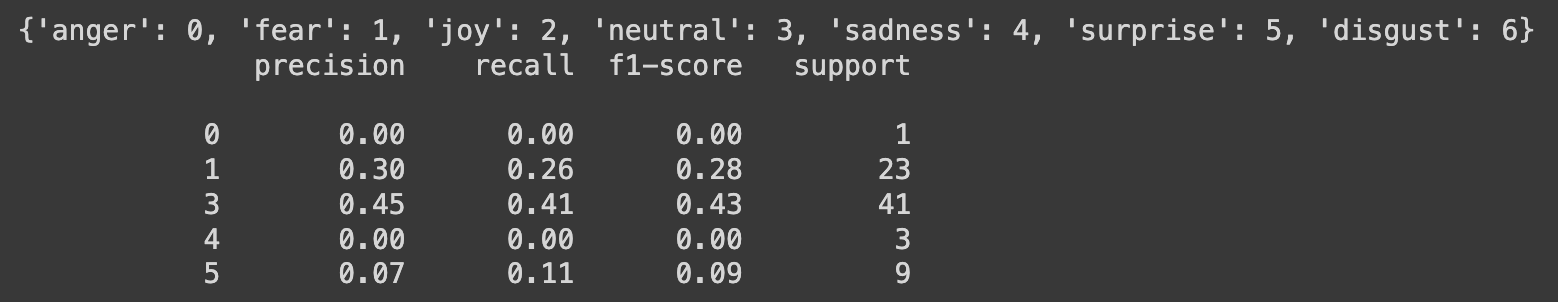 {'anger': 0, 'fear': 1, 'joy': 2, 'neutral': 3, 'sadness': 4, 'surprise': 5, 'disgust': 6}
precision recall f1-score support
0 0.00 0.00 0.00 1
1 0.30 0.26 0.28 23
3 0.45 0.41 0.43 41
4 0.00 0.00 0.00 3
5 0.07 0.11 0.09 9